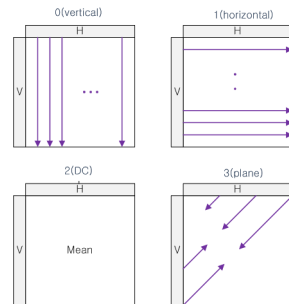 0(vertical)
H
V
1(horizontal)
H
V
2(DC)
H
V
Mean
3(plane)
H
V